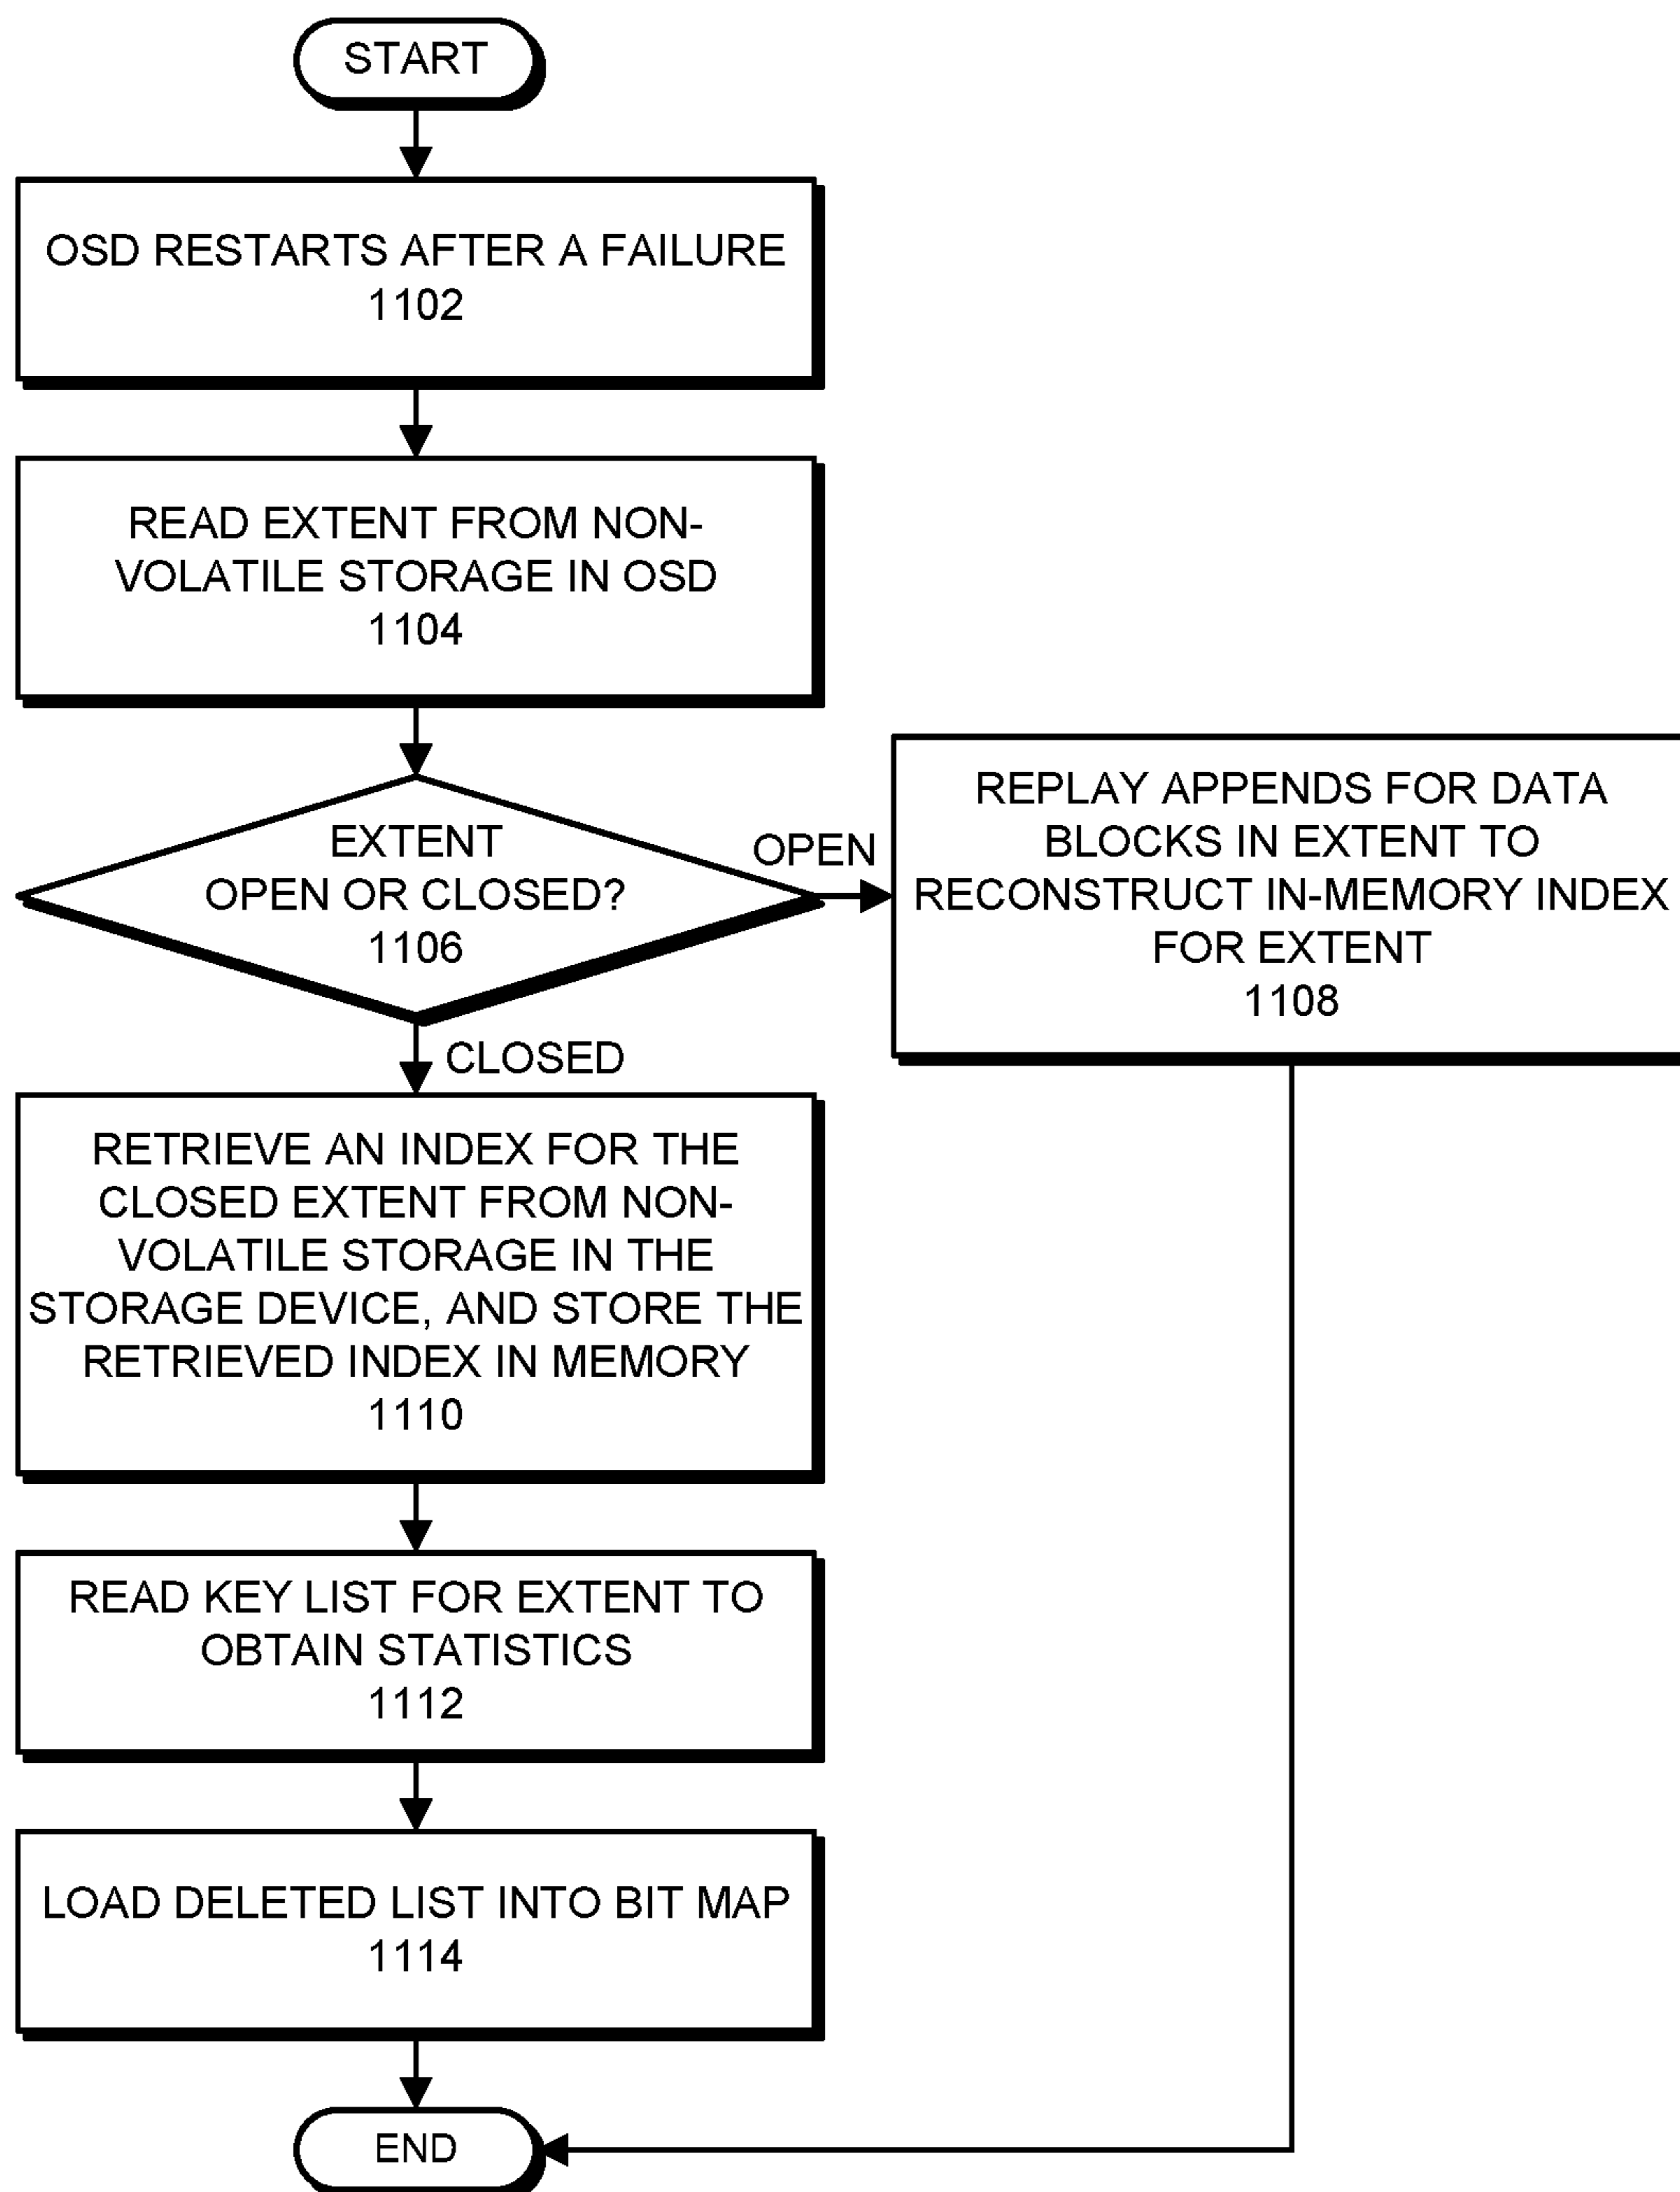 START
OSD RESTARTS AFTER A FAILURE
1102
READ EXTENT FROM NON-
VOLATILE STORAGE IN OSD
1104
EXTENT
OPEN OR CLOSED?
1106
OPEN
REPLAY APPENDS FOR DATA
BLOCKS IN EXTENT TO
RECONSTRUCT IN-MEMORY INDEX
FOR EXTENT
1108
CLOSED
RETRIEVE AN INDEX FOR THE
CLOSED EXTENT FROM NON-
VOLATILE STORAGE IN THE
STORAGE DEVICE, AND STORE THE
RETRIEVED INDEX IN MEMORY
1110
READ KEY LIST FOR EXTENT TO
OBTAIN STATISTICS
1112
LOAD DELETED LIST INTO BIT MAP
1114
END